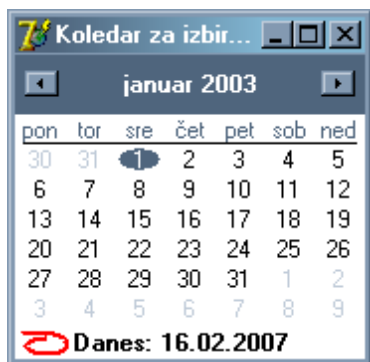 Koledar za izbir...
januar 2003
pon tor sre čet pet sob ned
30 31 1 2 3 4 5
6 7 8 9 10 11 12
13 14 15 16 17 18 19
20 21 22 23 24 25 26
27 28 29 30 31 1 2
3 4 5 6 7 8 9
Danes: 16.02.2007